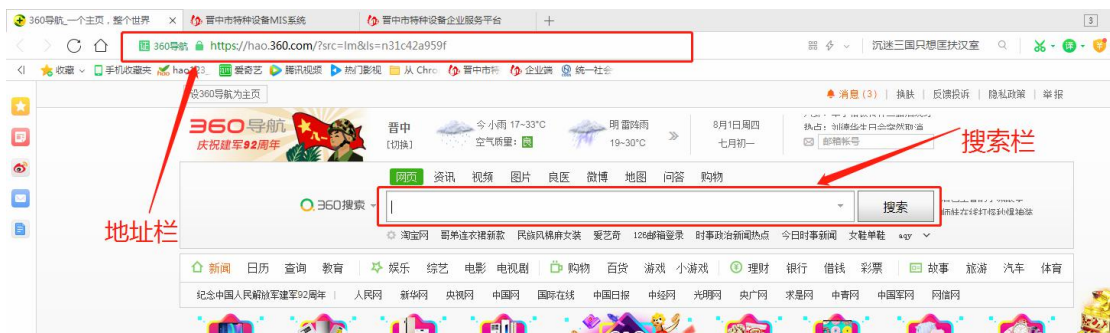 360导航_一个主页，整个世界 × 晋中市特种设备MIS系统 晋中市特种设备企业服务平台 + 3
360导航 https://hao.360.com/?src=lm&ls=n31c42a959f 沉迷三国只想匡扶汉室
收藏 手机收藏夹 hao123_ 爱奇艺 腾讯视频 热门影视 从 Chro 晋中市特 企业端 统一社会
设360导航为主页 消息(3) | 换肤 | 反馈投诉 | 隐私政策 | 举报
360导航 晋中 今 小雨 17~33°C 明 雷阵雨 8月1日周四
庆祝建军92周年 [切换] 空气质量：良 19~30°C 七月初一 邮箱帐号
搜索栏
网页 资讯 视频 图片 良医 微博 地图 问答 购物
360搜索 搜索
地址栏
淘宝网 哥弟连衣裙新款 民族风棉麻女装 爱艺奇 126邮箱登录 时事政治新闻热点 今日时事新闻 女鞋单鞋 aqy
新闻 日历 查询 教育 娱乐 综艺 电影 电视剧 购物 百货 游戏 小游戏 理财 银行 借钱 彩票 故事 旅游 汽车 体育
纪念中国人民解放军建军92周年 | 人民网 新华网 央视网 中国网 国际在线 中国日报 中经网 光明网 央广网 求是网 中青网 中国军网 网信网